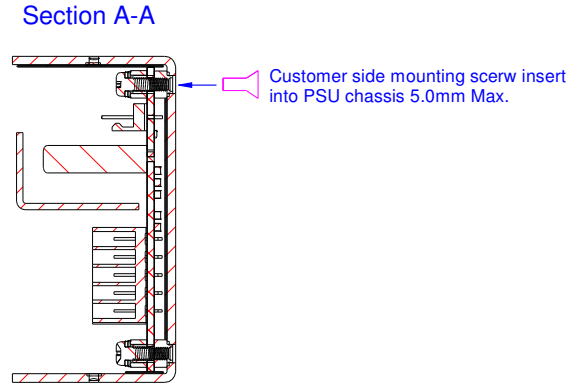 Section A-A
Customer side mounting scerw insert
into PSU chassis 5.0mm Max.